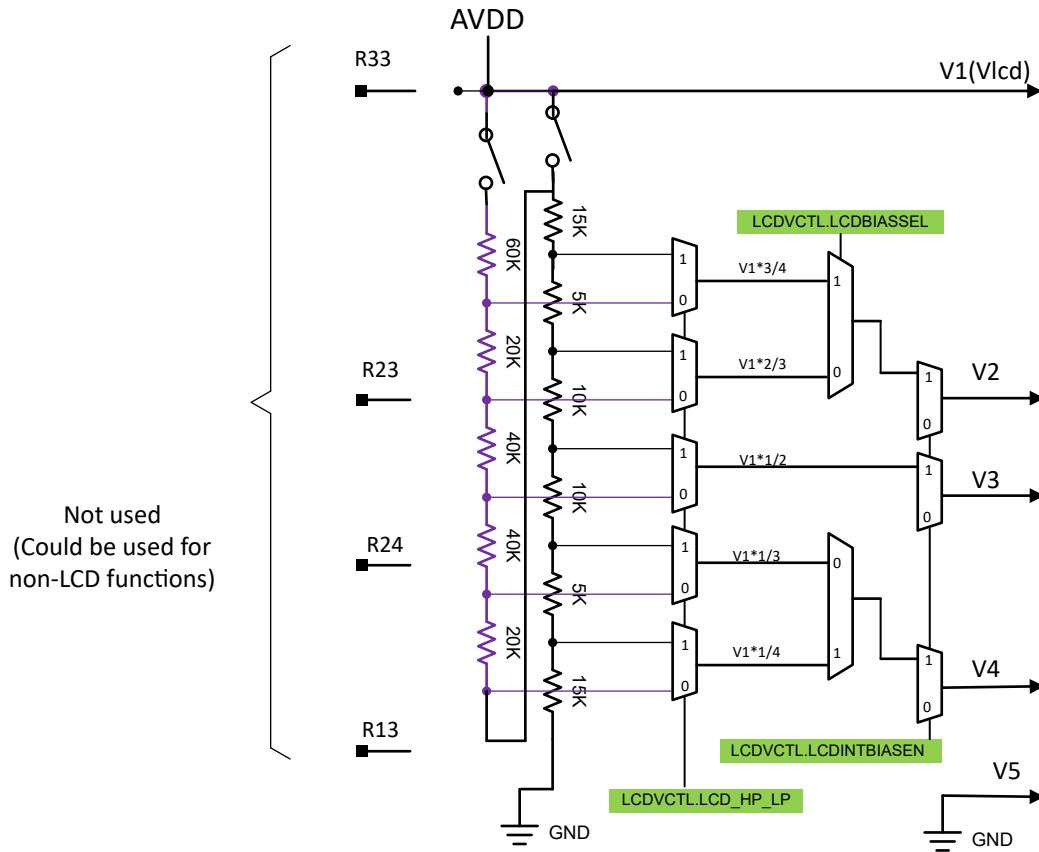 AVDD
R33
V1(Vlcd)
15K
LCDVCTL.LCDBIASSEL
60K
1
V1*3/4
1
5K
0
20K
1
V1*2/3
0
R23
10K
0
1
V2
40K
0
1
V1*1/2
1
V3
10K
0
0
Not used
(Could be used for
non-LCD functions)
R24
40K
1
V1*1/3
0
5K
0
20K
1
V1*1/4
1
1
V4
15K
0
0
R13
LCDVCTL.LCDINTBIASEN
V5
LCDVCTL.LCD_HP_LP
GND
GND